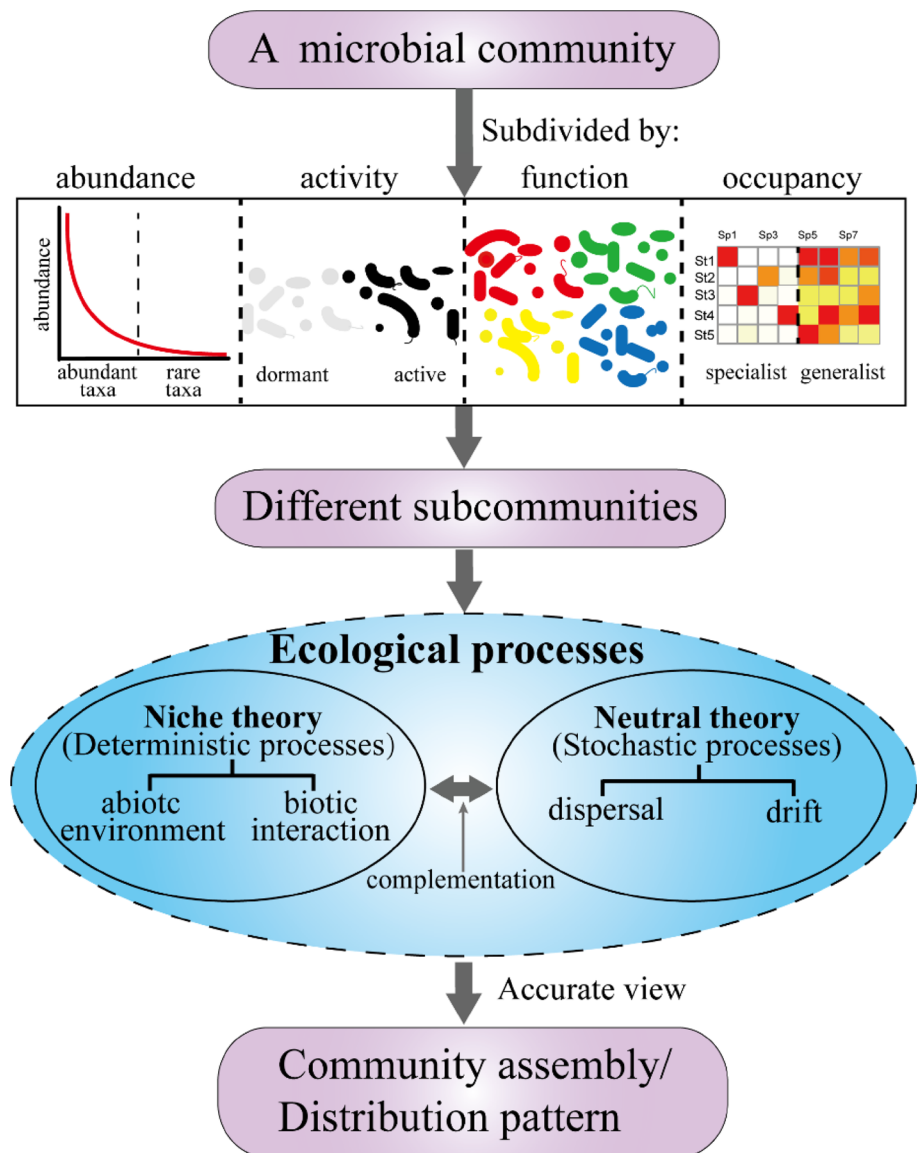 A microbial community
Subdivided by:
abundance
activity
function
occupancy
abundance
abundant
taxa
rare
taxa
dormant
active
Sp1 Sp3 Sp5 Sp7
St1
St2
St3
St4
St5
specialist
generalist
Different subcommunities
Ecological processes
Niche theory
(Deterministic processes)
abiotc
environment
biotic
interaction
Neutral theory
(Stochastic processes)
dispersal
drift
complementation
Accurate view
Community assembly/
Distribution pattern